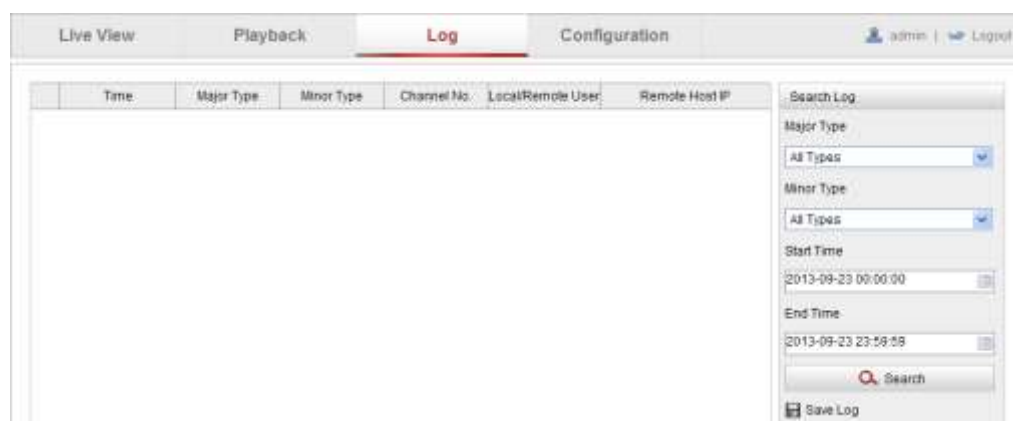 Live View Playback Log Configuration admin | Logout
Time Major Type Minor Type Channel No. Local/Remote User Remote Host IP
Search Log
Major Type
All Types
Minor Type
All Types
Start Time
2013-09-23 00:00:00
End Time
2013-09-23 23:59:59
Search
Save Log